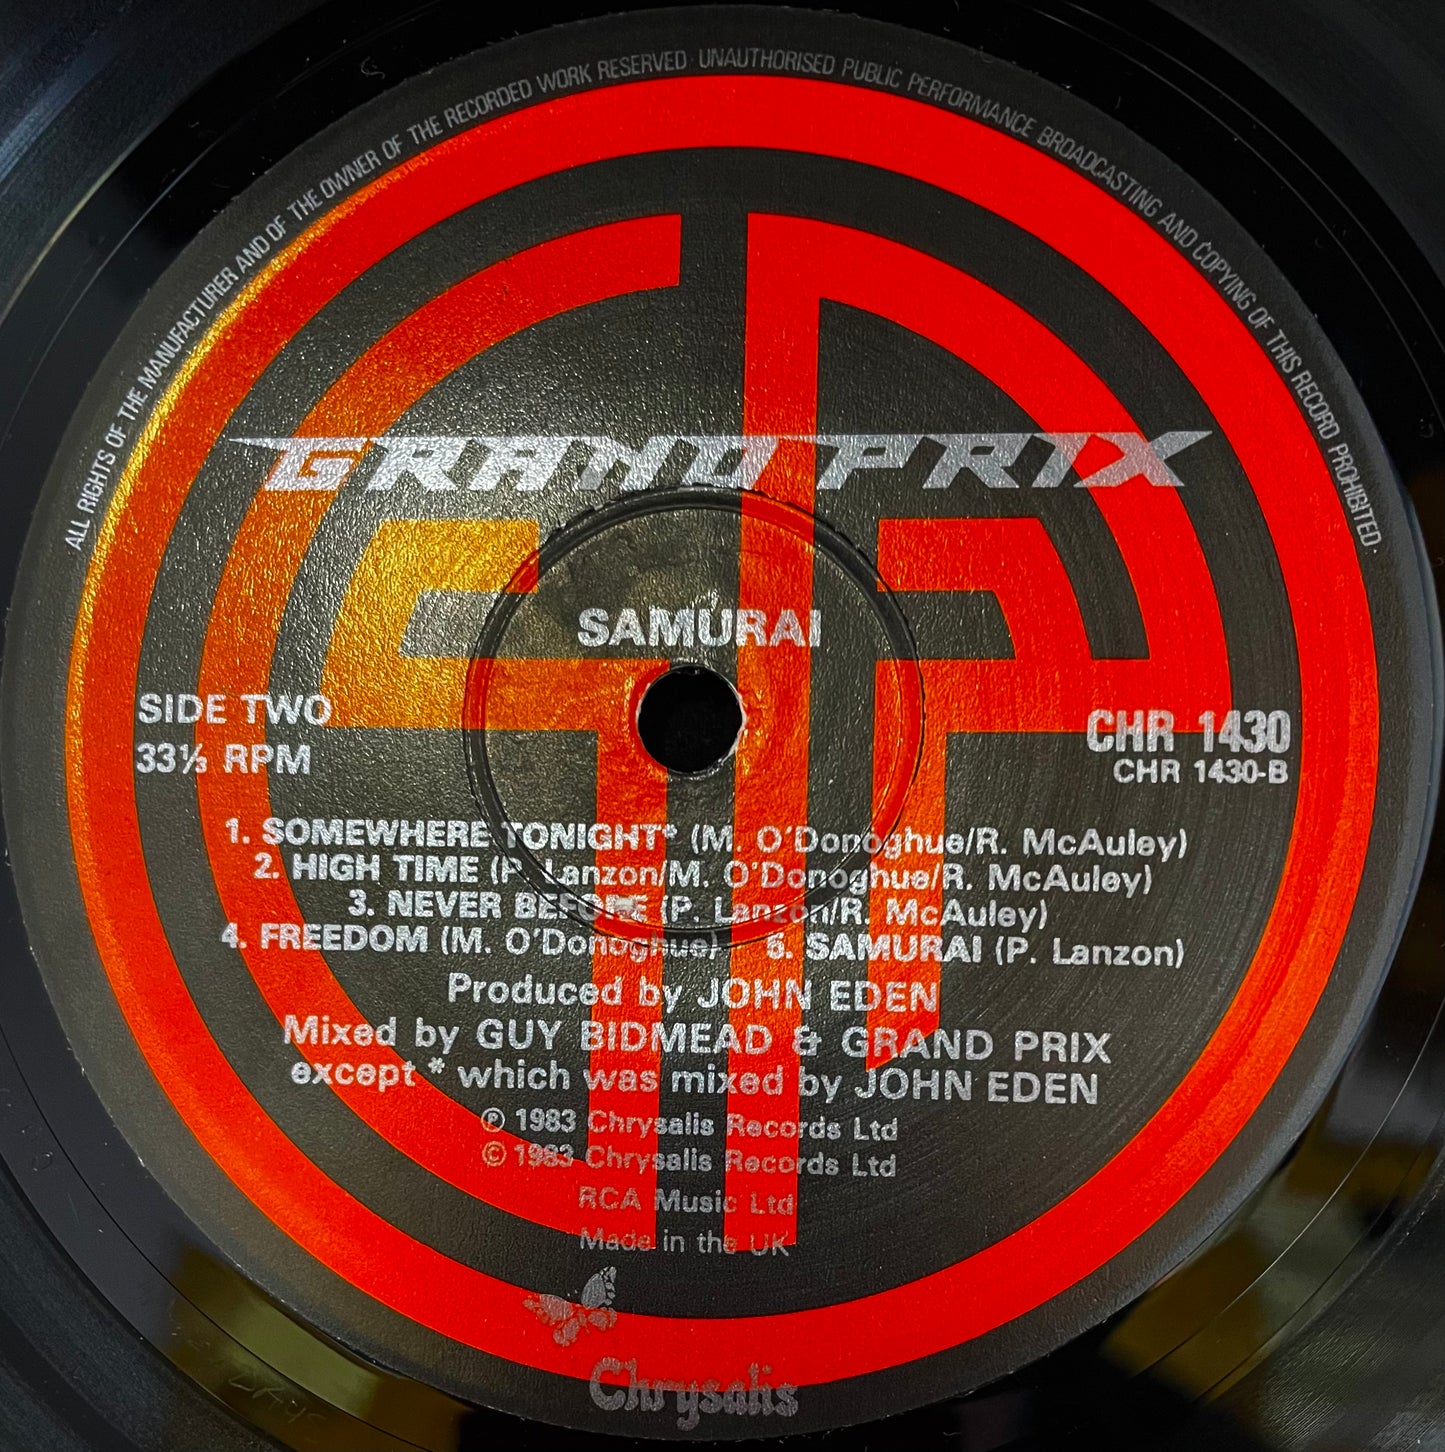 ALL RIGHTS OF THE MANUFACTURER AND OF THE OWNER OF THE RECORDED WORK RESERVED · UNAUTHORISED PUBLIC PERFORMANCE BROADCASTING AND COPYING OF THIS RECORD PROHIBITED ·
GRAND PRIX
SAMURAI
SIDE TWO
33⅓ RPM
CHR 1430
CHR 1430-B
1. SOMEWHERE TONIGHT* (M. O'Donoghue/R. McAuley)
2. HIGH TIME (P. Lanzon/M. O'Donoghue/R. McAuley)
3. NEVER BEFORE (P. Lanzon/R. McAuley)
4. FREEDOM (M. O'Donoghue) 5. SAMURAI (P. Lanzon)
Produced by JOHN EDEN
Mixed by GUY BIDMEAD & GRAND PRIX
except * which was mixed by JOHN EDEN
℗ 1983 Chrysalis Records Ltd
© 1983 Chrysalis Records Ltd
RCA Music Ltd
Made in the UK
Chrysalis